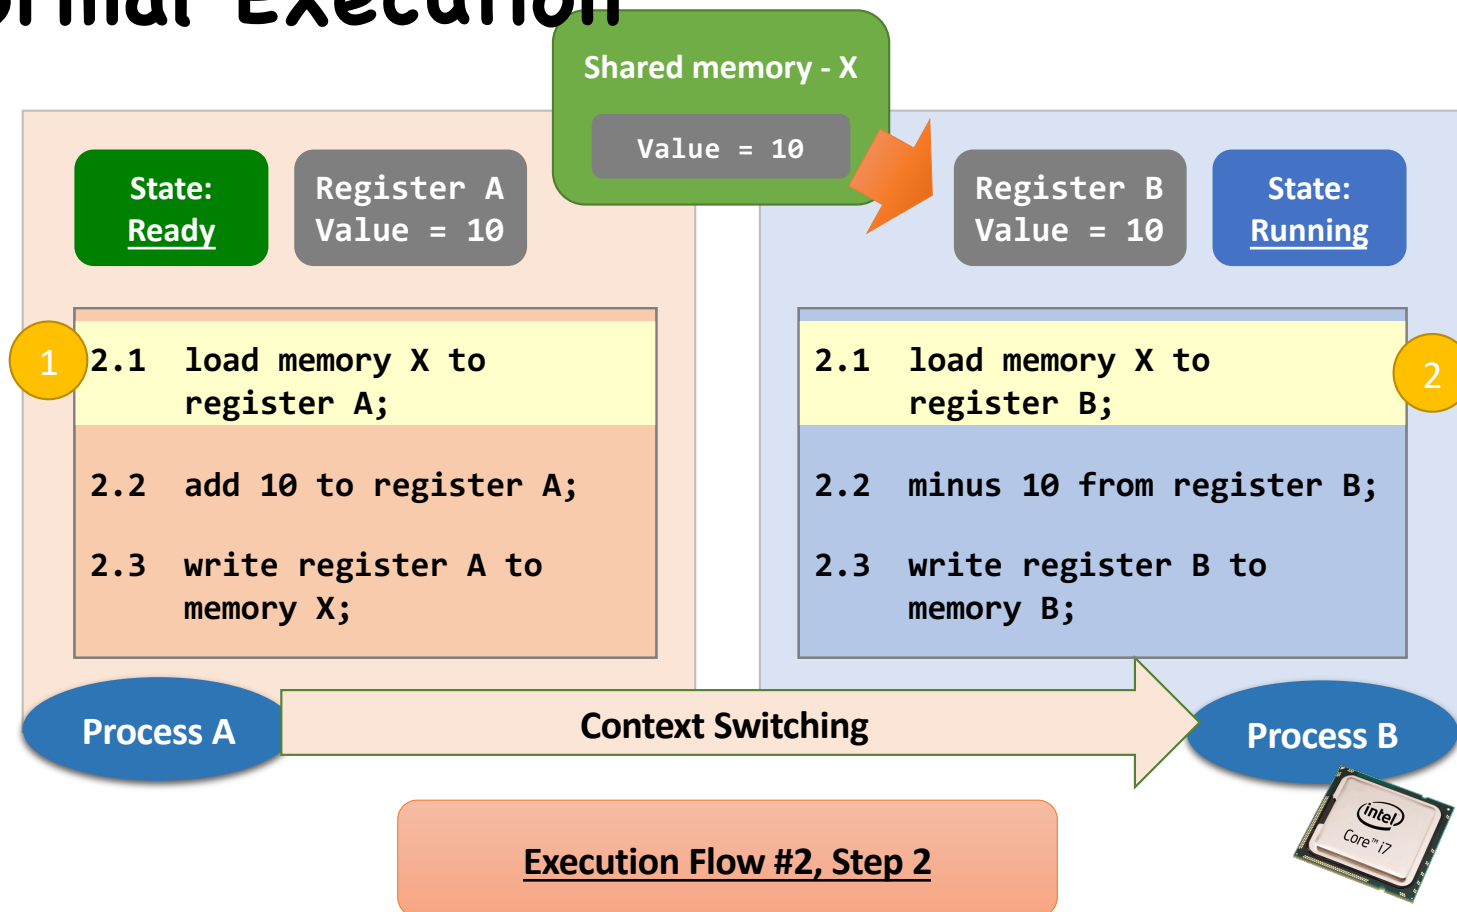 ormal Execution
Shared memory - X
Value = 10
State:
Ready
Register A
Value = 10
Register B
Value = 10
State:
Running
1
2.1 load memory X to
register A;
2.2 add 10 to register A;
2.3 write register A to
memory X;
2.1 load memory X to
register B;
2
2.2 minus 10 from register B;
2.3 write register B to
memory B;
Process A
Context Switching
Process B
intel
Core™ i7
Execution Flow #2, Step 2